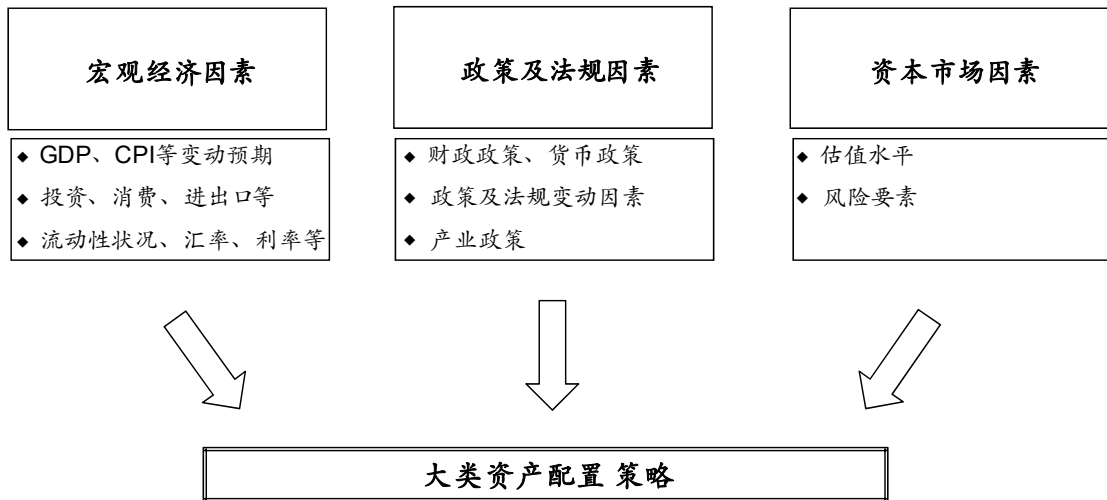 宏观经济因素
◆ GDP、CPI等变动预期
◆ 投资、消费、进出口等
◆ 流动性状况、汇率、利率等
政策及法规因素
◆ 财政政策、货币政策
◆ 政策及法规变动因素
◆ 产业政策
资本市场因素
◆ 估值水平
◆ 风险要素
大类资产配置 策略